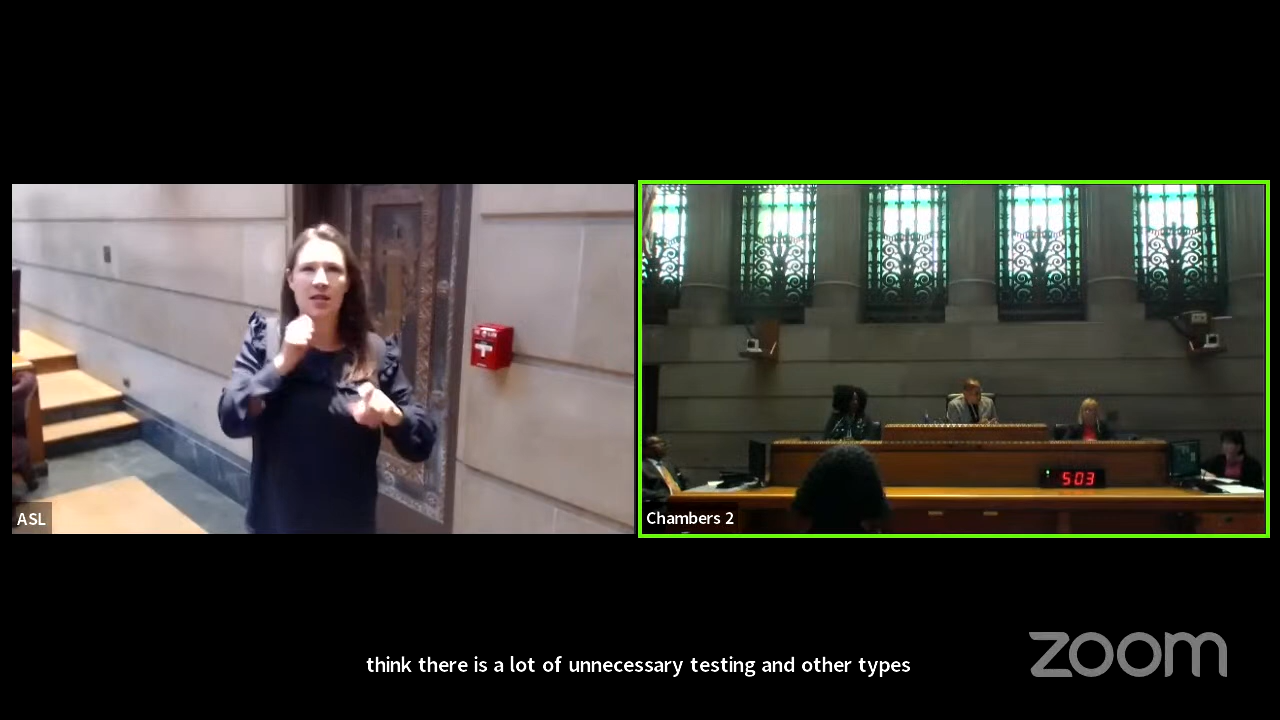 ASL
503
Chambers 2
think there is a lot of unnecessary testing and other types
zoom